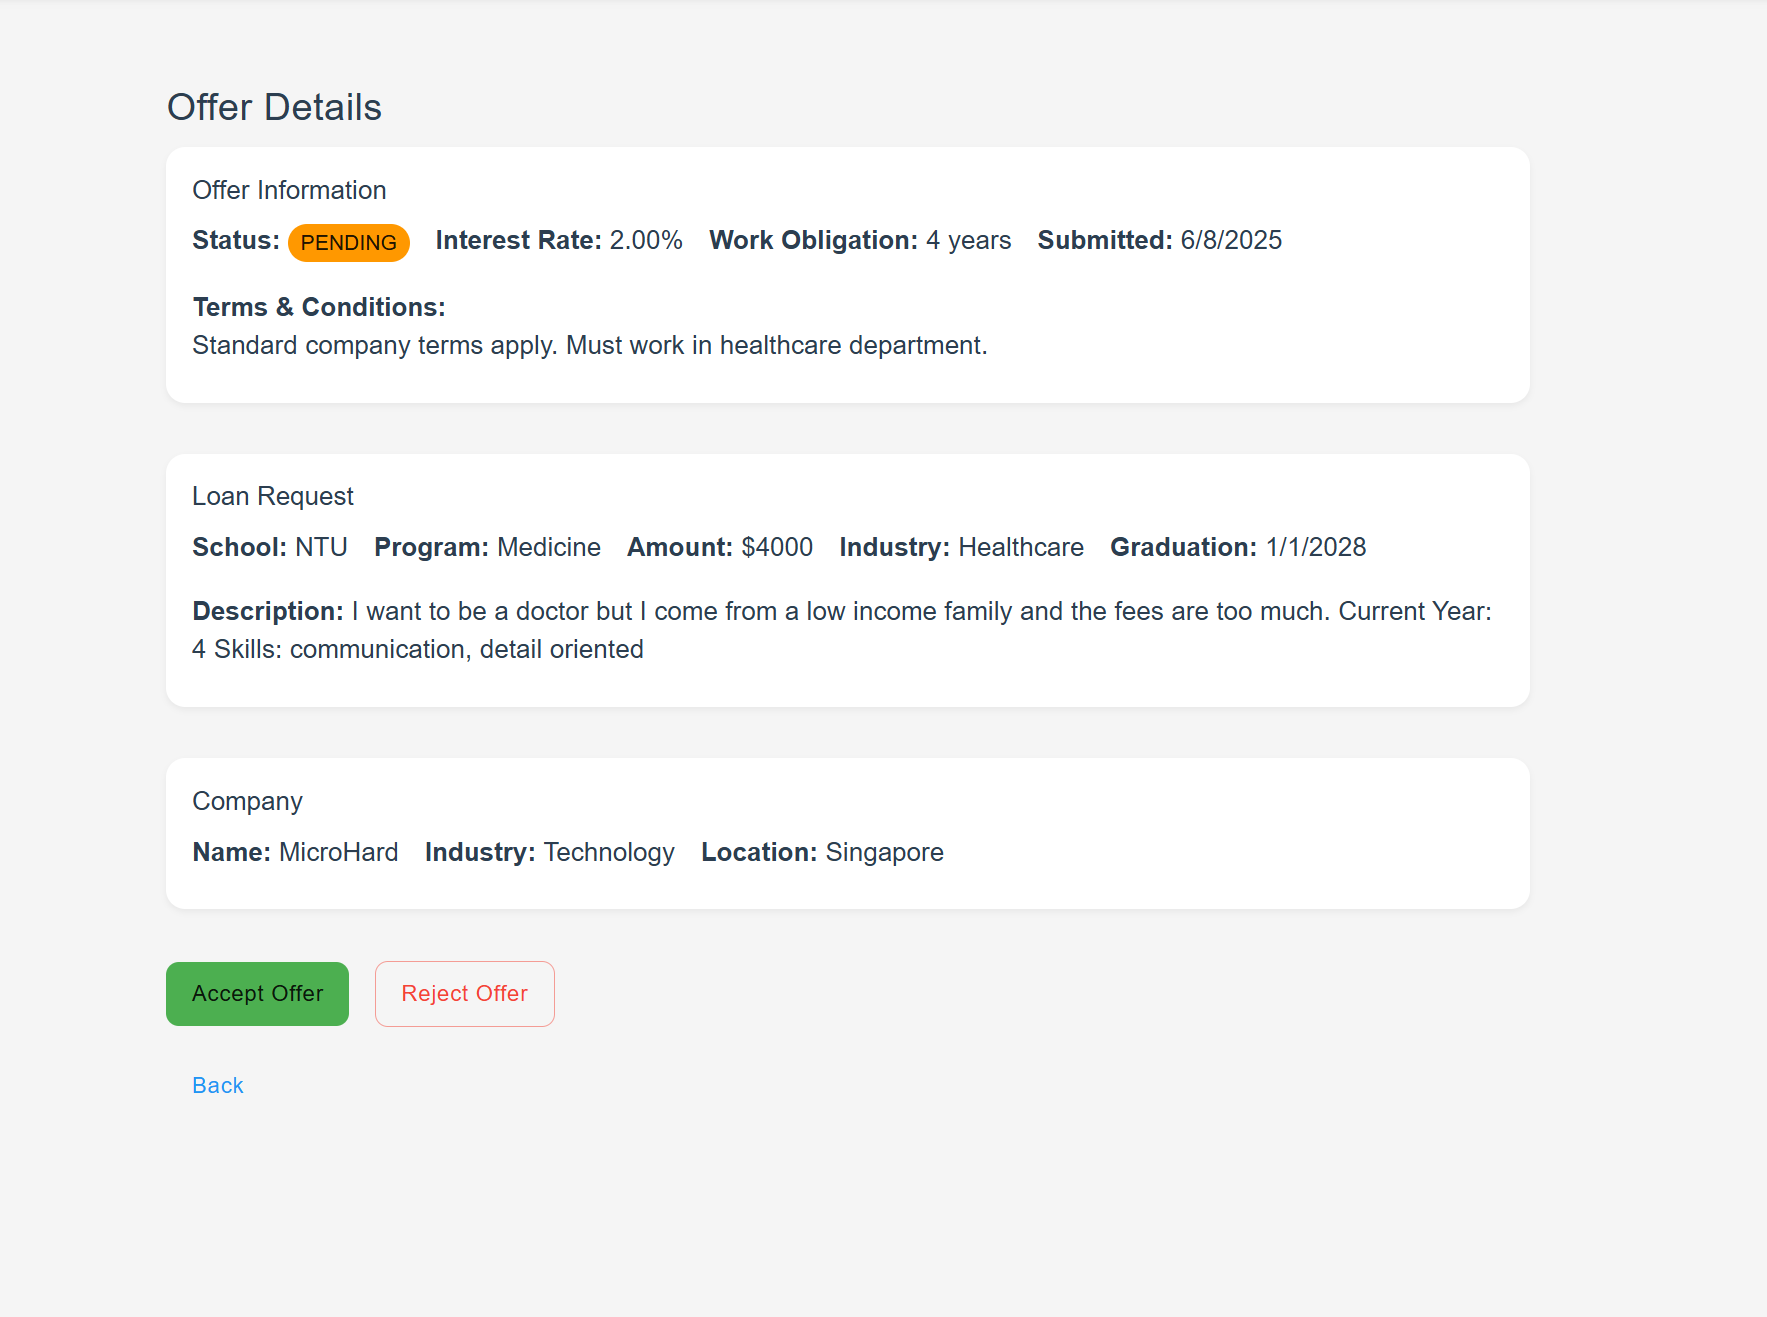 Offer Details
Offer Information
Status: PENDING Interest Rate: 2.00% Work Obligation: 4 years Submitted: 6/8/2025
Terms & Conditions:
Standard company terms apply. Must work in healthcare department.
Loan Request
School: NTU Program: Medicine Amount: $4000 Industry: Healthcare Graduation: 1/1/2028
Description: I want to be a doctor but I come from a low income family and the fees are too much. Current Year:
4 Skills: communication, detail oriented
Company
Name: MicroHard Industry: Technology Location: Singapore
Accept Offer Reject Offer
Back